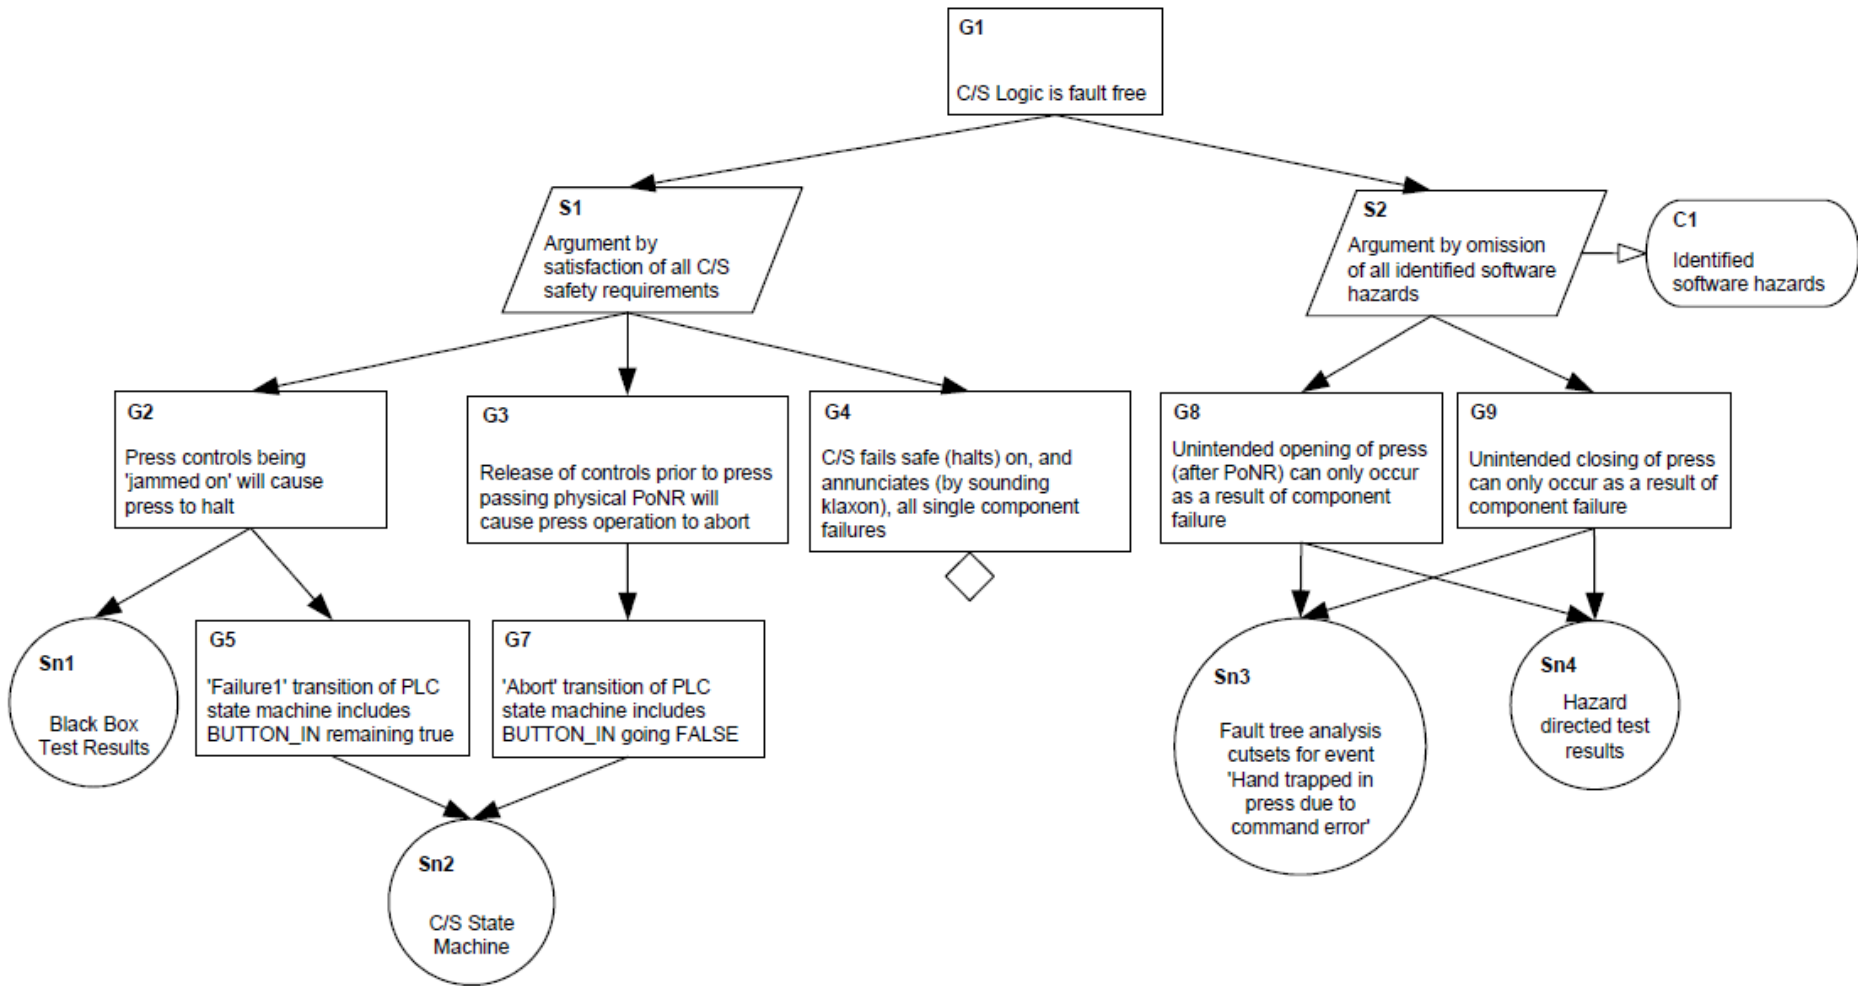 G1
C/S Logic is fault free
S1
Argument by
satisfaction of all C/S
safety requirements
S2
Argument by omission
of all identified software
hazards
C1
Identified
software hazards
G2
Press controls being
'jammed on' will cause
press to halt
G3
Release of controls prior to press
passing physical PoNR will
cause press operation to abort
G4
C/S fails safe (halts) on, and
annunciates (by sounding
klaxon), all single component
failures
G8
Unintended opening of press
(after PoNR) can only occur
as a result of component
failure
G9
Unintended closing of press
can only occur as a result of
component failure
Sn1
Black Box
Test Results
G5
'Failure1' transition of PLC
state machine includes
BUTTON_IN remaining true
G7
'Abort' transition of PLC
state machine includes
BUTTON_IN going FALSE
Sn3
Fault tree analysis
cutsets for event
'Hand trapped in
press due to
command error'
Sn4
Hazard
directed test
results
Sn2
C/S State
Machine